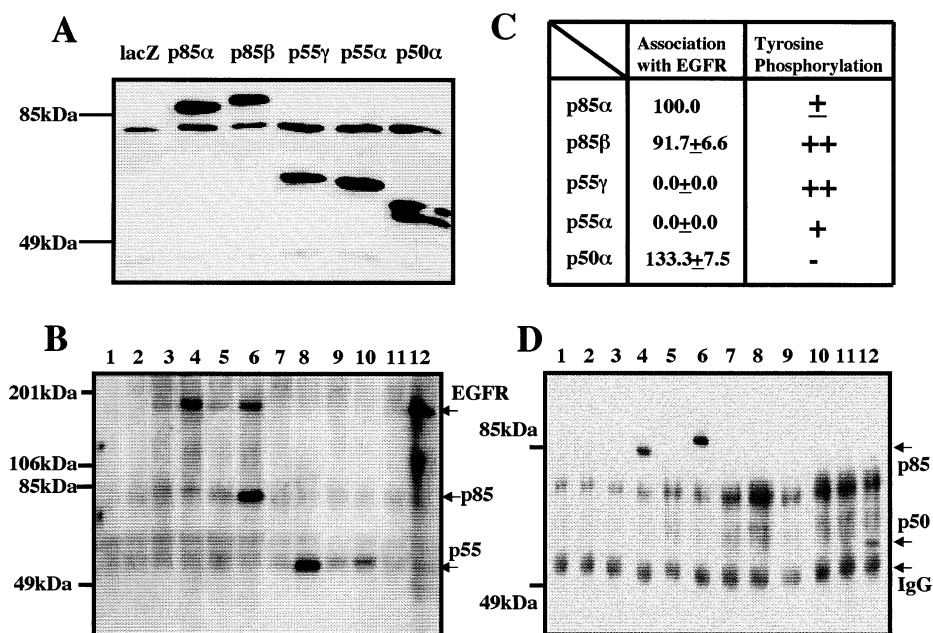 A
lacZ p85α p85β p55γ p55α p50α
85kDa
49kDa
C
Association with EGFR
Tyrosine Phosphorylation
p85α 100.0 ±
p85β 91.7±6.6 ++
p55γ 0.0±0.0 ++
p55α 0.0±0.0 +
p50α 133.3±7.5 -
B
1 2 3 4 5 6 7 8 9 10 11 12
201kDa
106kDa
85kDa
49kDa
EGFR
p85
p55
D
1 2 3 4 5 6 7 8 9 10 11 12
85kDa
49kDa
p85
p50
IgG